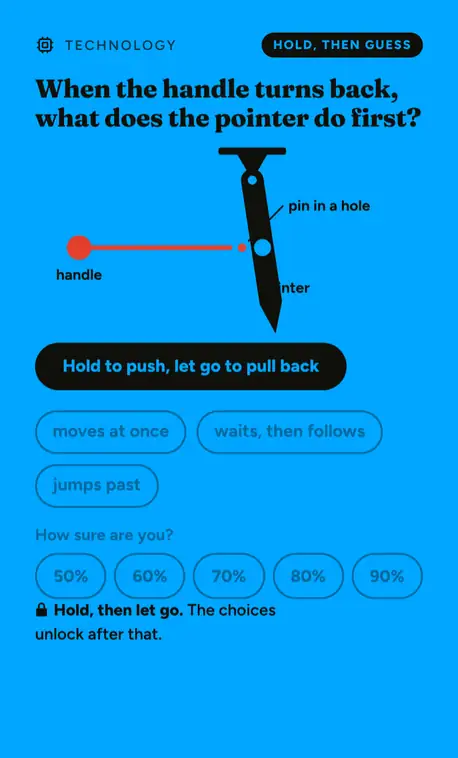 TECHNOLOGY
HOLD, THEN GUESS
When the handle turns back,
what does the pointer do first?
pin in a hole
handle
nter
Hold to push, let go to pull back
moves at once
waits, then follows
jumps past
How sure are you?
50%
60%
70%
80%
90%
Hold, then let go. The choices
unlock after that.